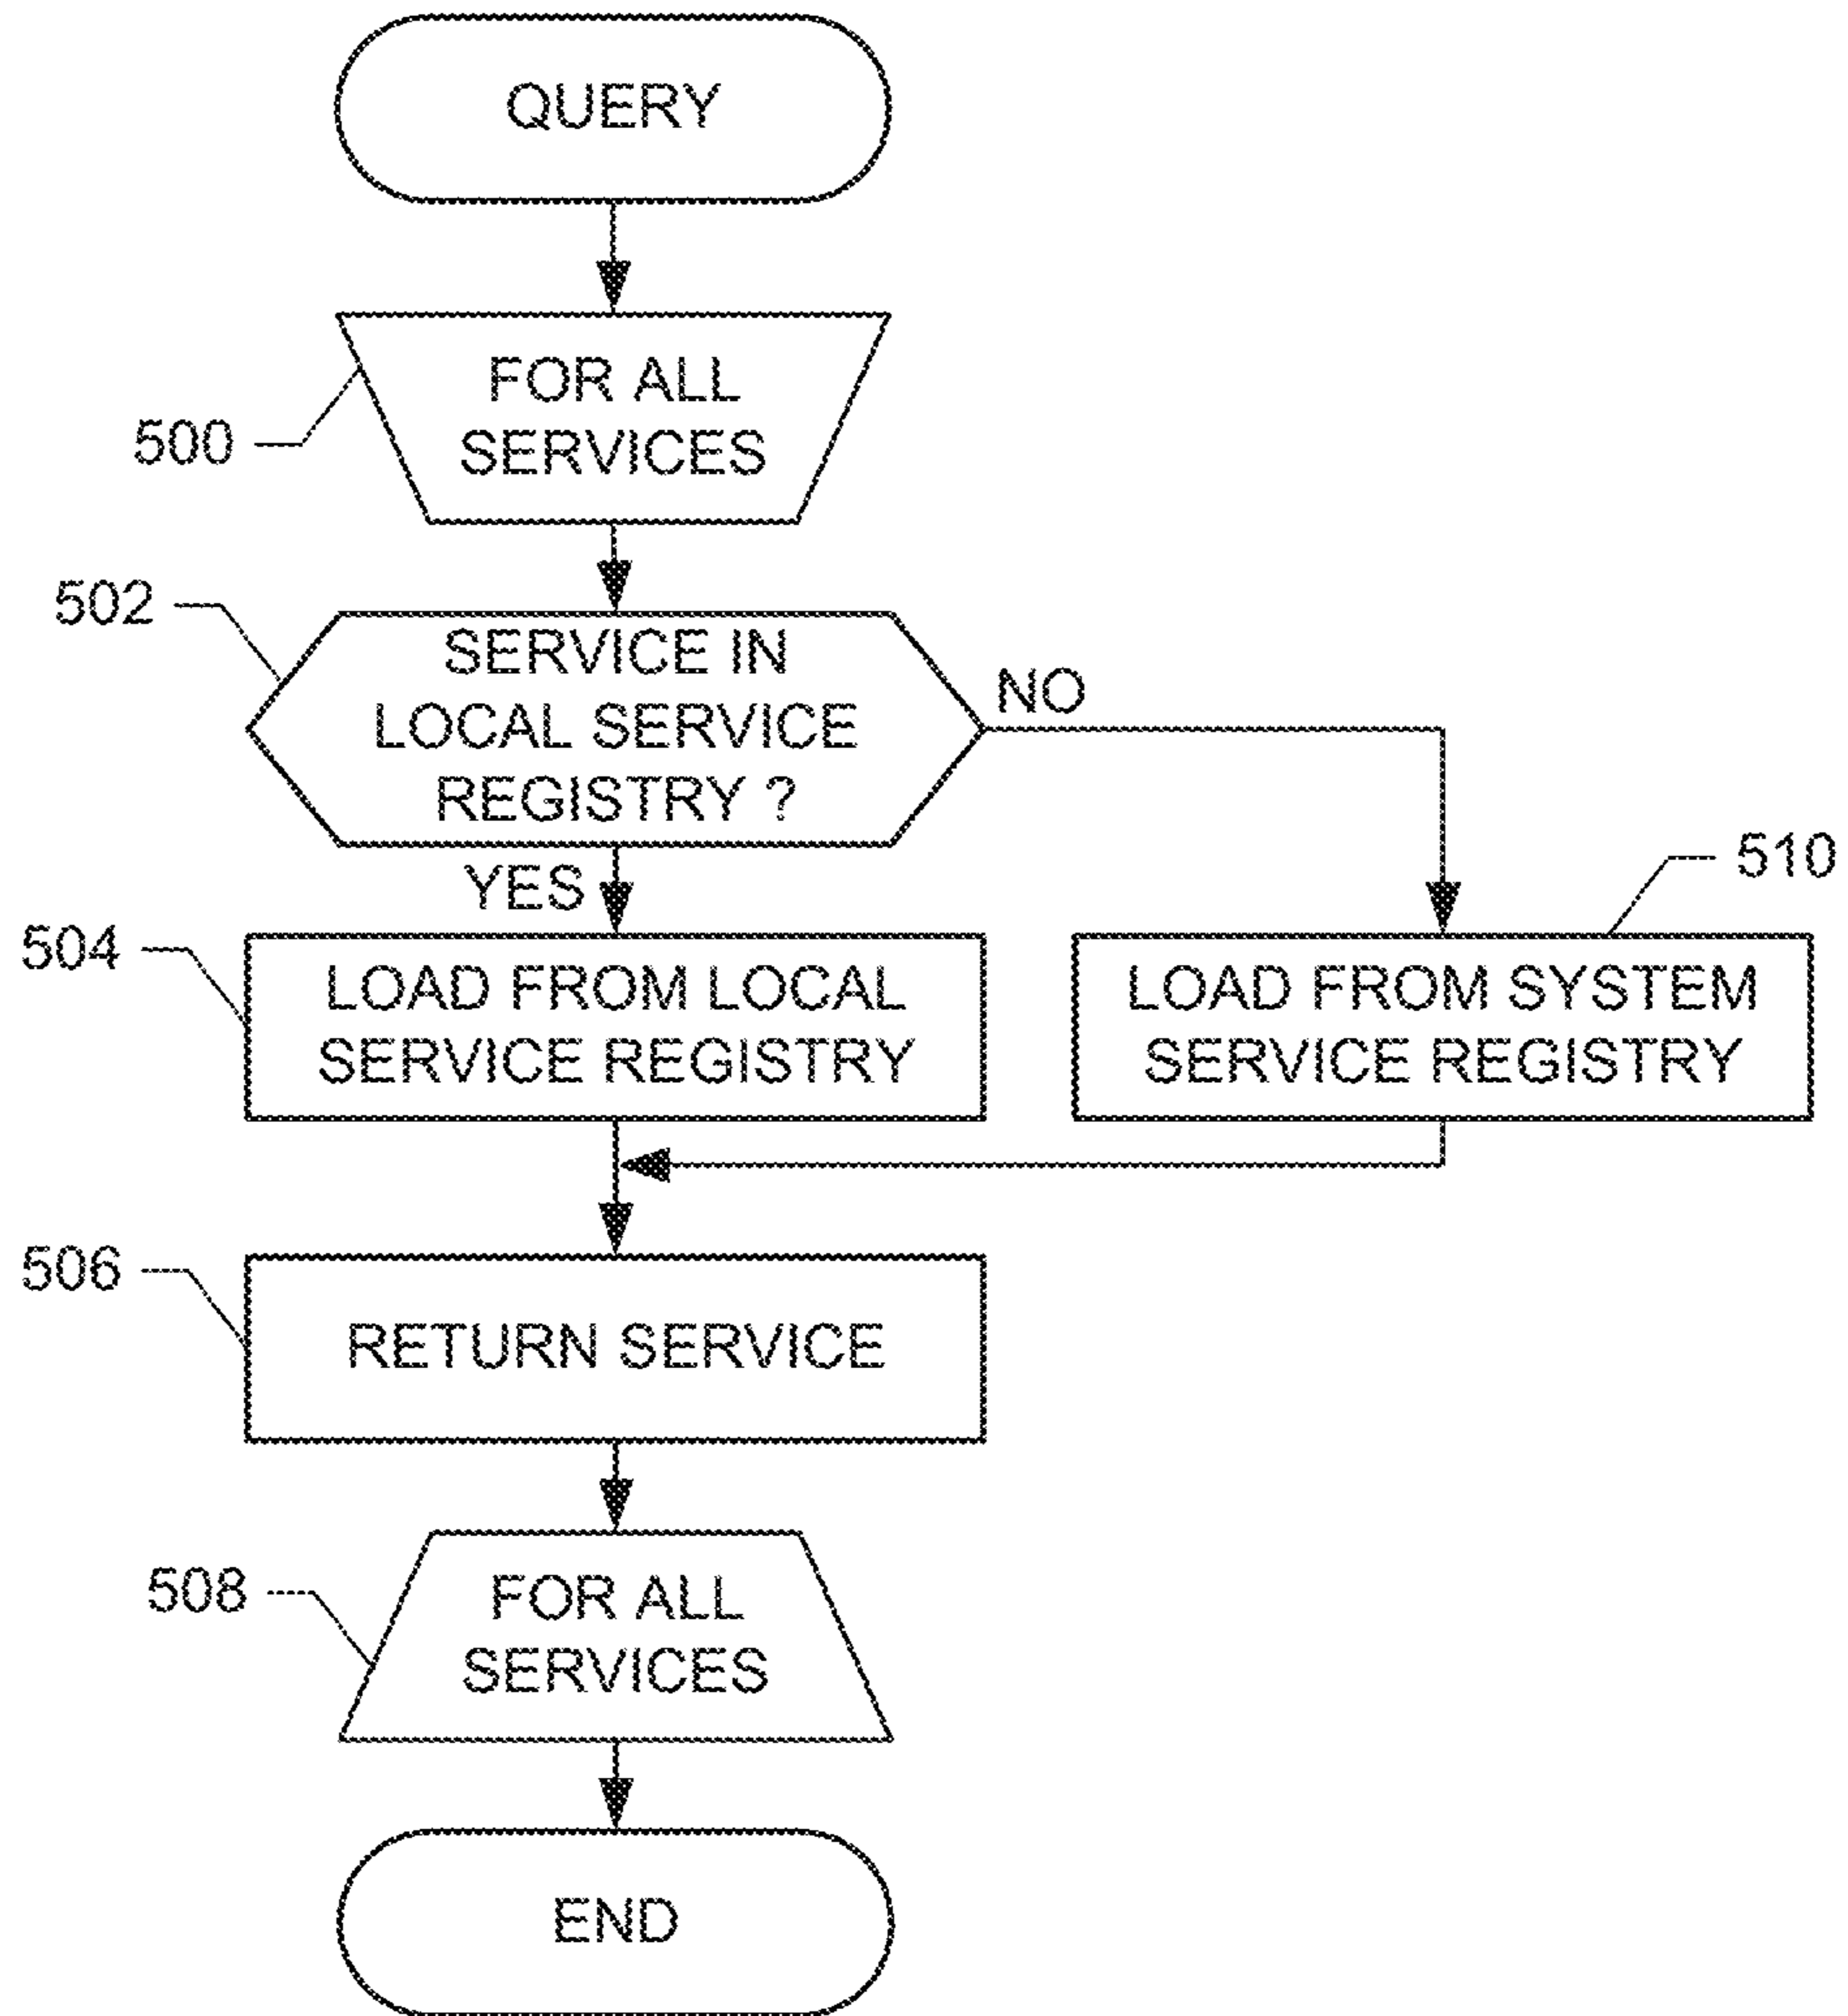 QUERY
FOR ALL
SERVICES
500
502
SERVICE IN
LOCAL SERVICE
REGISTRY ?
NO
YES
510
504
LOAD FROM LOCAL
SERVICE REGISTRY
LOAD FROM SYSTEM
SERVICE REGISTRY
506
RETURN SERVICE
508
FOR ALL
SERVICES
END